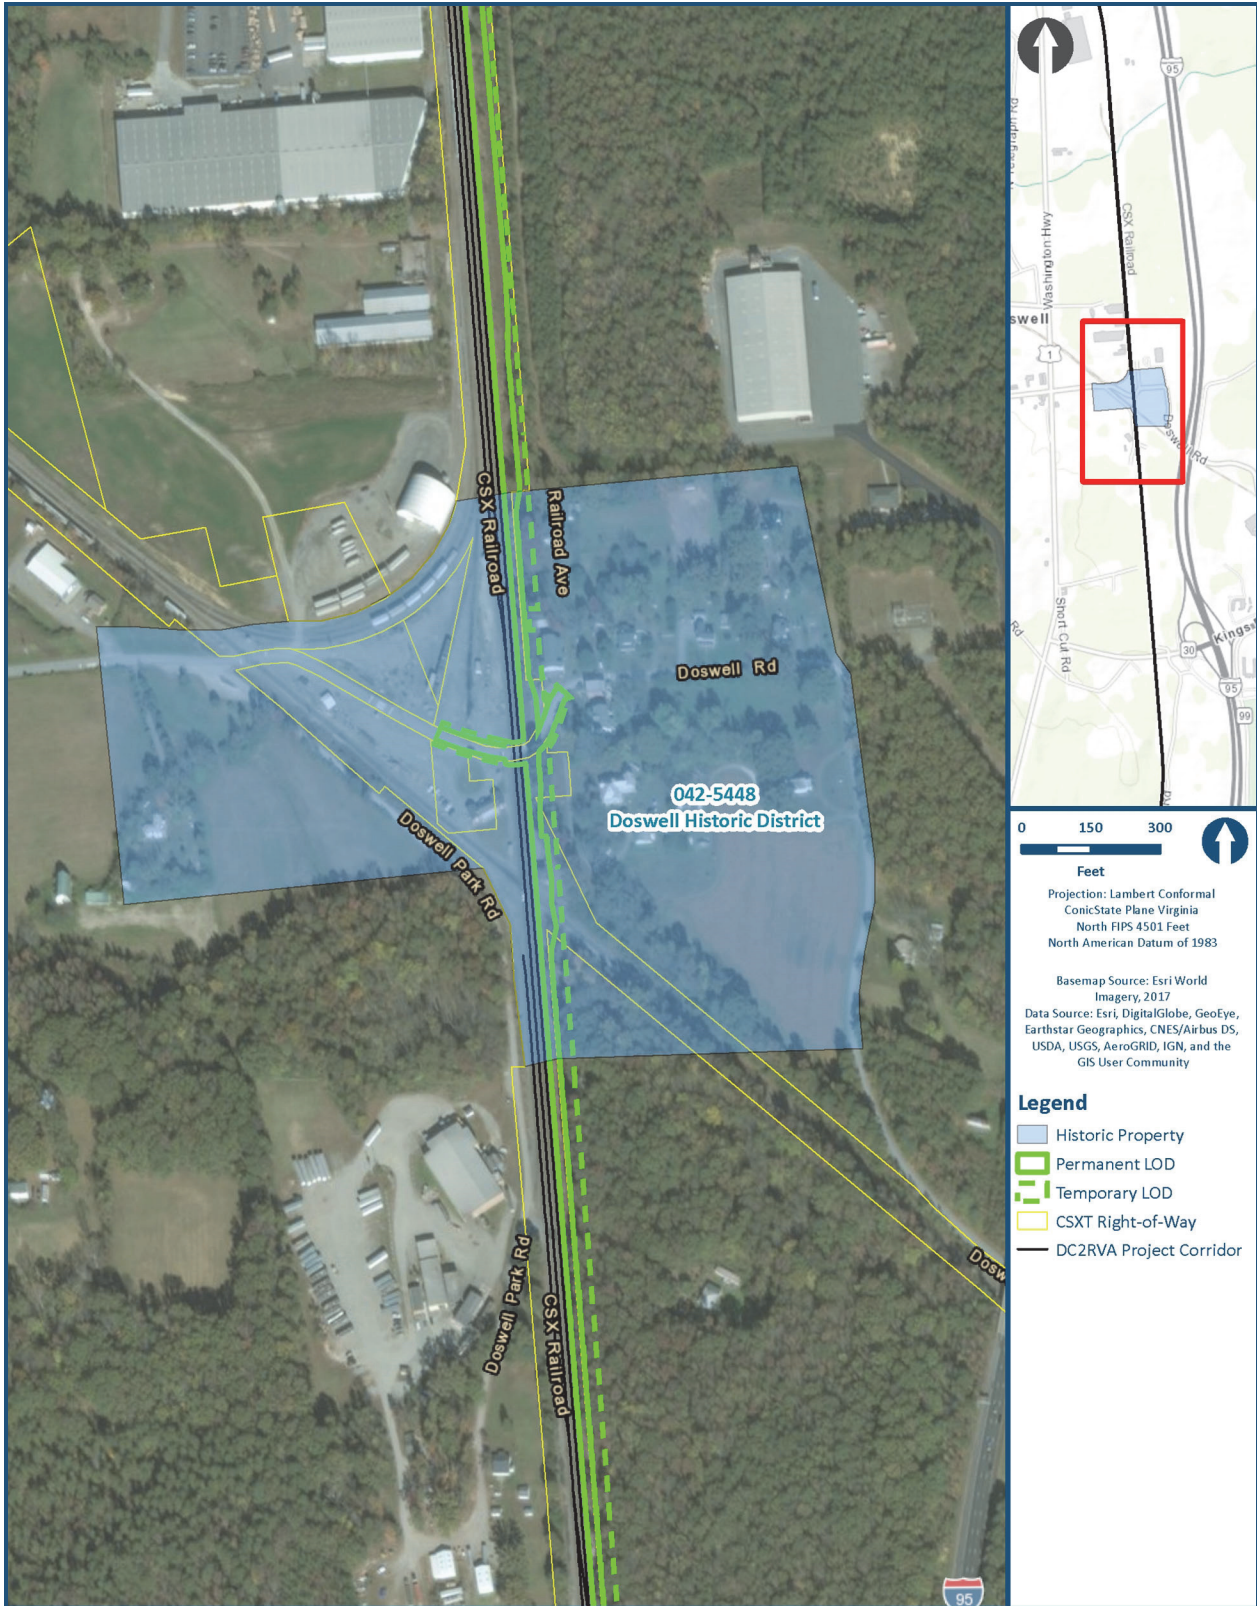 CSX Railroad
Railroad Ave
Doswell Rd
042-5448
Doswell Historic District
Doswell Park Rd
Doswell Park Rd
CSX Railroad
Dosw
95
95
Washington Hwy
CSX Railroad
swell
1
Doswell Rd
Short Cut Rd
Rd
30
Kings
95
99
0 150 300
Feet
Projection: Lambert Conformal
ConicState Plane Virginia
North FIPS 4501 Feet
North American Datum of 1983
Basemap Source: Esri World
Imagery, 2017
Data Source: Esri, DigitalGlobe, GeoEye,
Earthstar Geographics, CNES/Airbus DS,
USDA, USGS, AeroGRID, IGN, and the
GIS User Community
Legend
Historic Property
Permanent LOD
Temporary LOD
CSXT Right-of-Way
DC2RVA Project Corridor